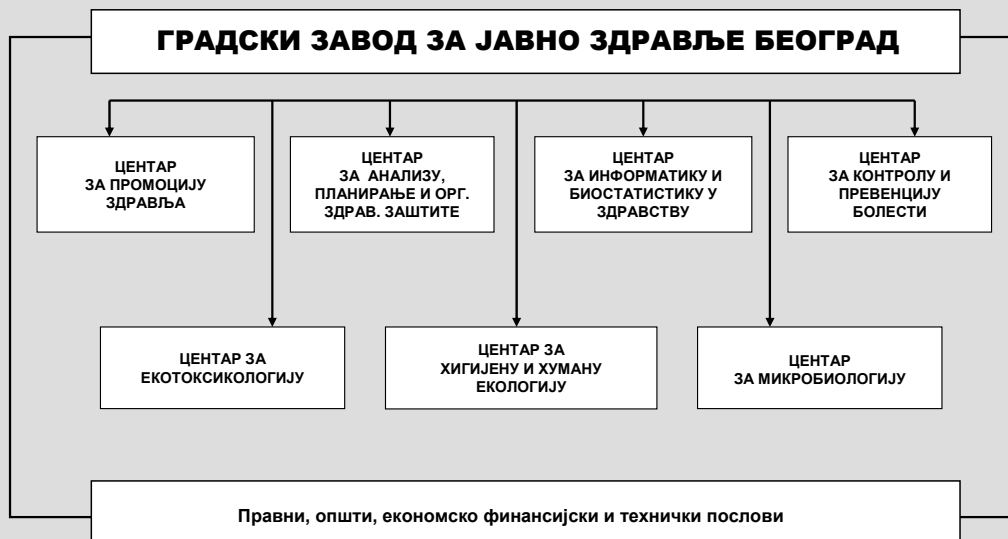 ГРАДСКИ ЗАВОД ЗА ЈАВНО ЗДРАВЉЕ БЕОГРАД
ЦЕНТАР
ЗА ПРОМОЦИЈУ
ЗДРАВЉА
ЦЕНТАР
ЗА АНАЛИЗУ,
ПЛАНИРАЊЕ И ОРГ.
ЗДРАВ. ЗАШТИТЕ
ЦЕНТАР
ЗА ИНФОРМАТИКУ И
БИОСТАТИСТИКУ У
ЗДРАВСТВУ
ЦЕНТАР
ЗА КОНТРОЛУ И
ПРЕВЕНЦИЈУ
БОЛЕСТИ
ЦЕНТАР ЗА
ЕКОТОКСИКОЛОГИЈУ
ЦЕНТАР ЗА
ХИГИЈЕНУ И ХУМАНУ
ЕКОЛОГИЈУ
ЦЕНТАР
ЗА МИКРОБИОЛОГИЈУ
Правни, општи, економско финансијски и технички послови